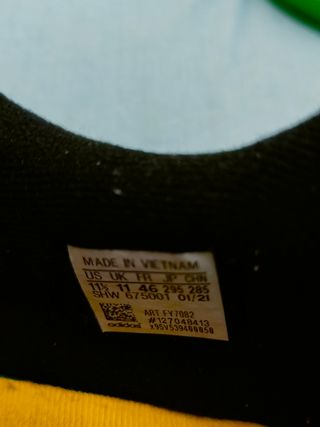 MADE IN VIETNAM
US UK FR JP CHN
11½ 11 46 295 285
SHW 675001 01/21
ART FY7082
#127048413
adidas x95V539400050